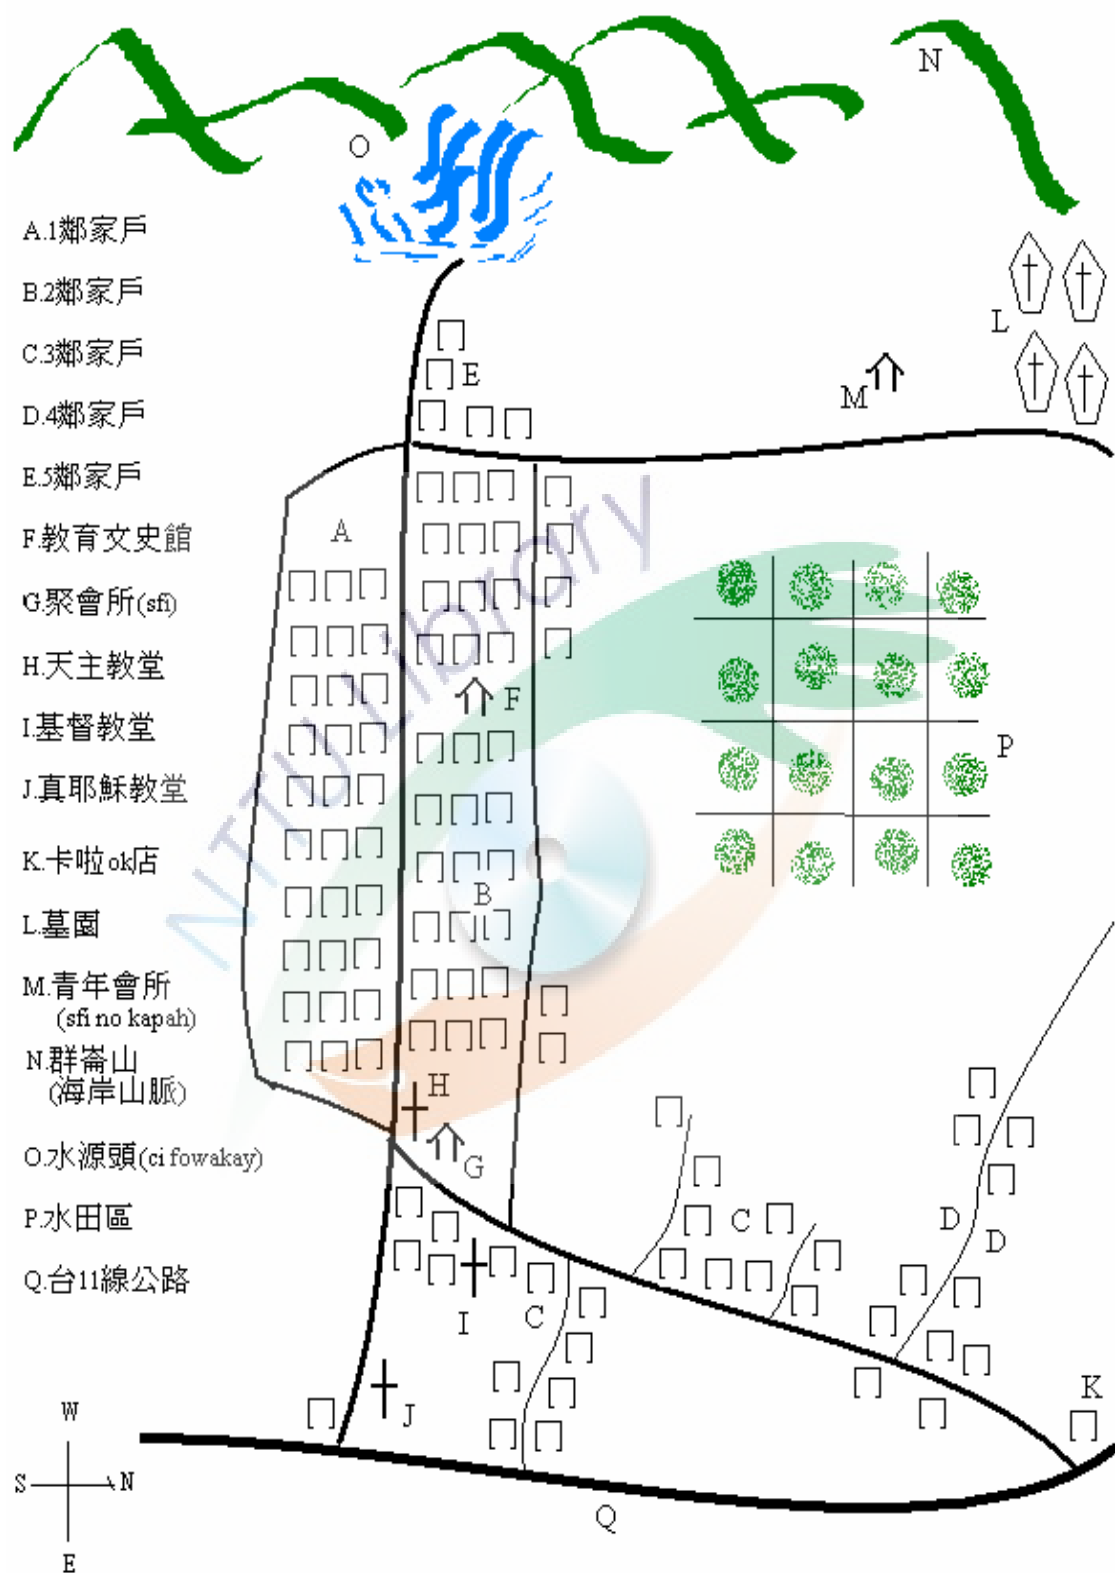 N
O
A.1鄰家戶
B.2鄰家戶
C.3鄰家戶
D.4鄰家戶
E.5鄰家戶
F.教育文史館
G.聚會所(sfi)
H.天主教堂
I.基督教堂
J.真耶穌教堂
K.卡啦ok店
L.墓園
M.青年會所
(sfi no kapah)
N.群崙山
(海岸山脈)
O.水源頭(ci fowakay)
P.水田區
Q.台11線公路
L
E
M
A
F
P
B
H
G
C
D
D
I
C
J
K
Q
W
S
N
E
NTTU Library